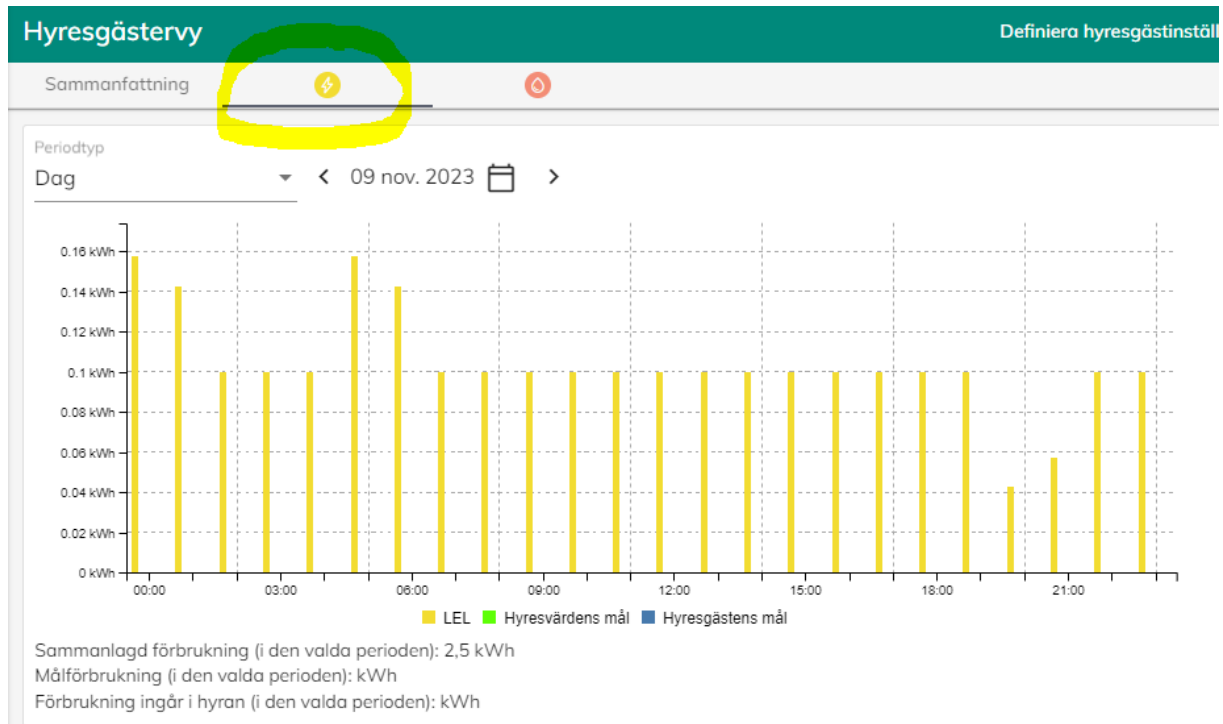 Hyresgästervy
Definiera hyresgästinställ
Sammanfattning
Periodtyp
Dag
09 nov. 2023
0.16 kWh
0.14 kWh
0.12 kWh
0.1 kWh
0.08 kWh
0.06 kWh
0.04 kWh
0.02 kWh
0 kWh
00:00 03:00 06:00 09:00 12:00 15:00 18:00 21:00
LEL Hyresvärdens mål Hyresgästens mål
Sammanlagd förbrukning (i den valda perioden): 2,5 kWh
Målförbrukning (i den valda perioden): kWh
Förbrukning ingår i hyran (i den valda perioden): kWh